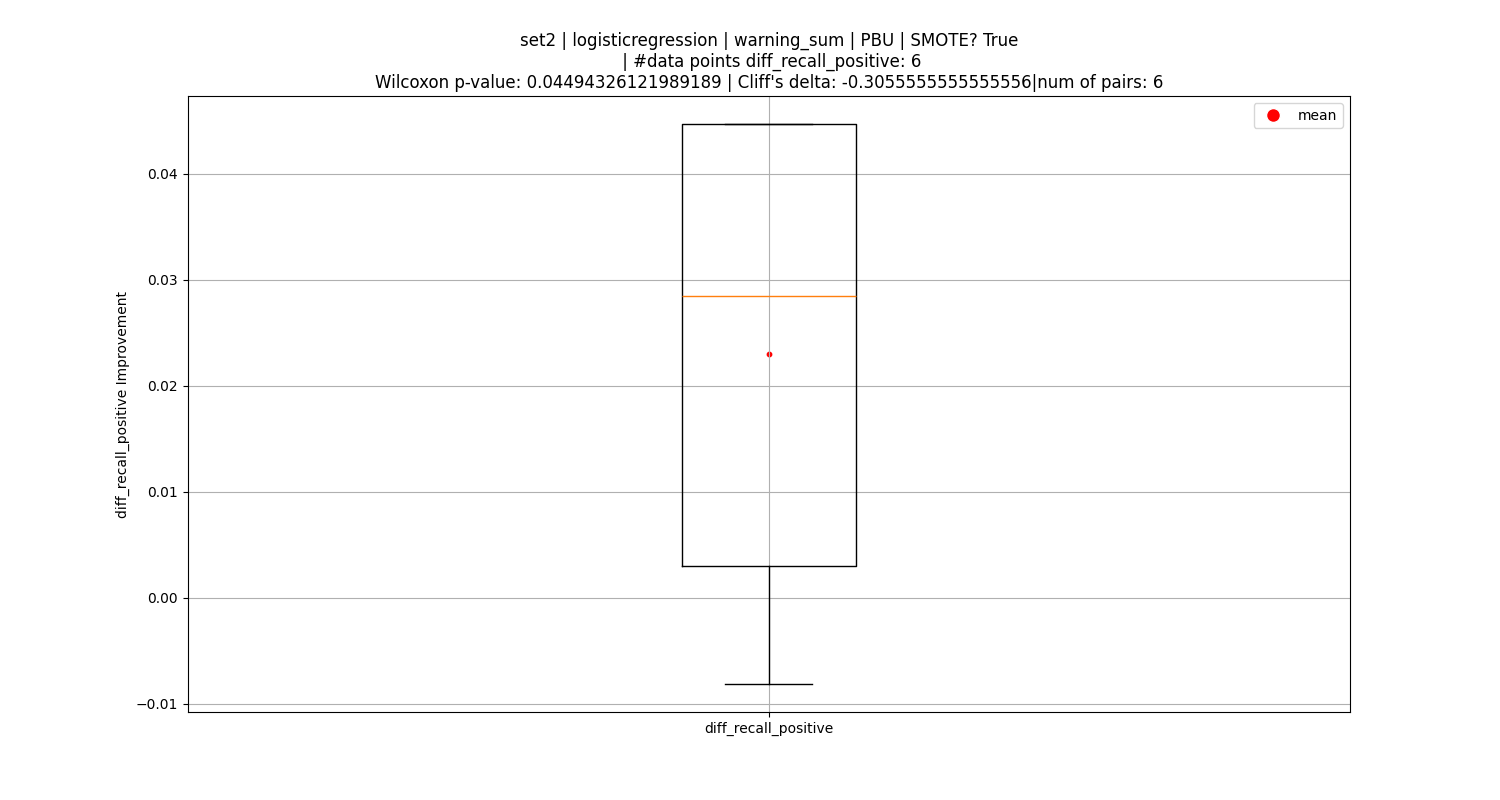 set2 | logisticregression | warning_sum | PBU | SMOTE? True
| #data points diff_recall_positive: 6
Wilcoxon p-value: 0.04494326121989189 | Cliff's delta: -0.3055555555555556|num of pairs: 6
mean
0.04
0.03
0.02
0.01
0.00
−0.01
diff_recall_positive Improvement
diff_recall_positive